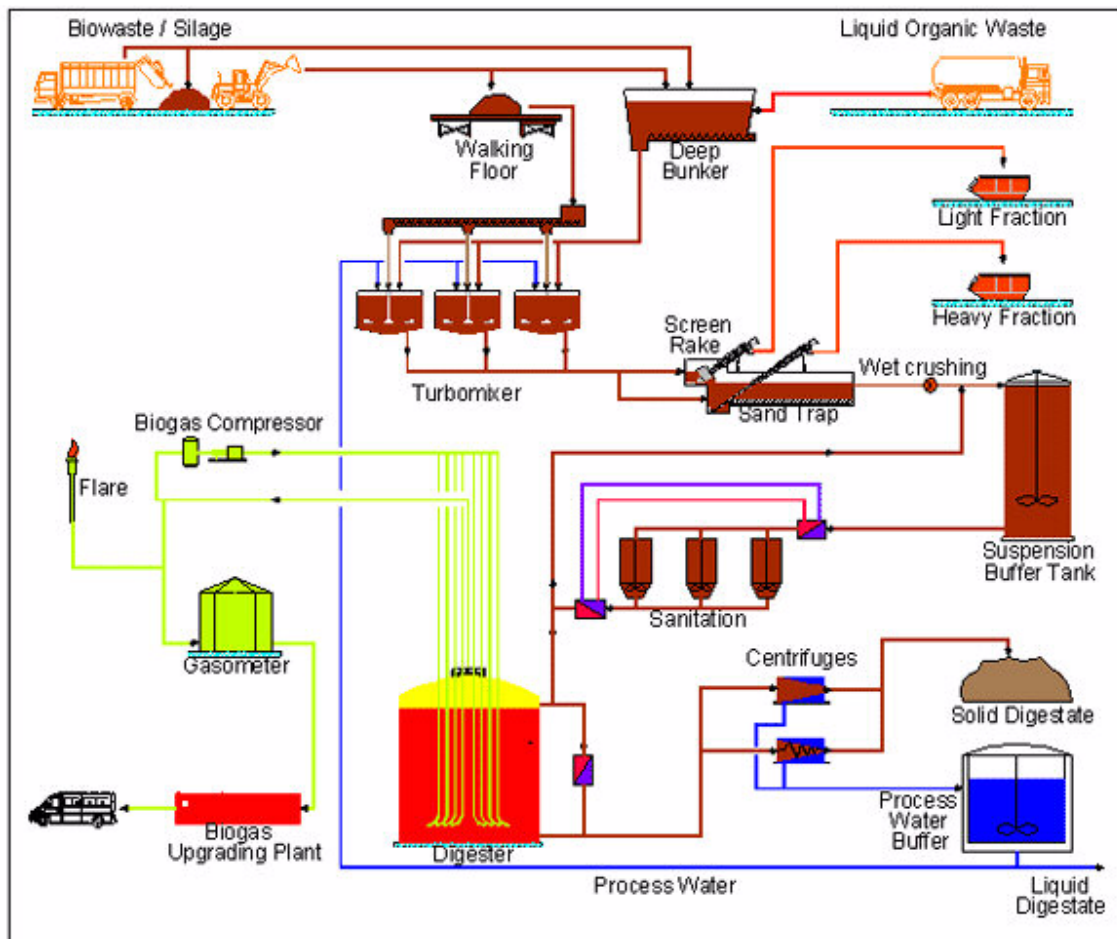 Biowaste / Silage
Liquid Organic Waste
Walking
Floor
Deep
Bunker
Light Fraction
Heavy Fraction
Screen
Rake
Wet crushing
Turbomixer
Sand Trap
Biogas Compressor
Flare
Suspension
Buffer Tank
Sanitation
Gasometer
Centrifuges
Solid Digestate
Process
Water
Buffer
Biogas
Upgrading Plant
Digester
Process Water
Liquid
Digestate